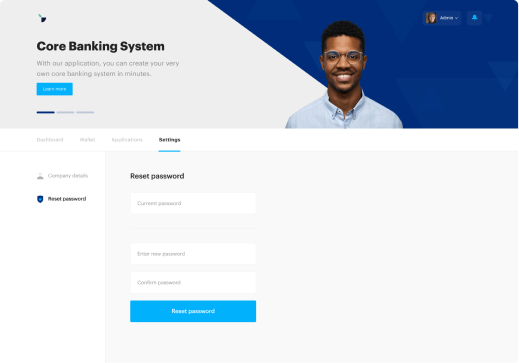 Admin
Core Banking System
With our application, you can create your very
own core banking system in minutes.
Learn more
Dashboard
Wallet
Applications
Settings
Company details
Reset password
Reset password
Current password
Enter new password
Confirm password
Reset password